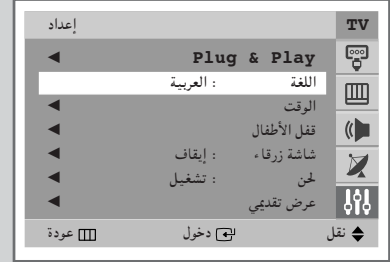 TV إعداد
Plug & Play
اللغة : العربية
الوقت
قفل الأطفال
شاشة زرقاء : إيقاف
لحن : تشغيل
عرض تقديمي
نقل دخول عودة